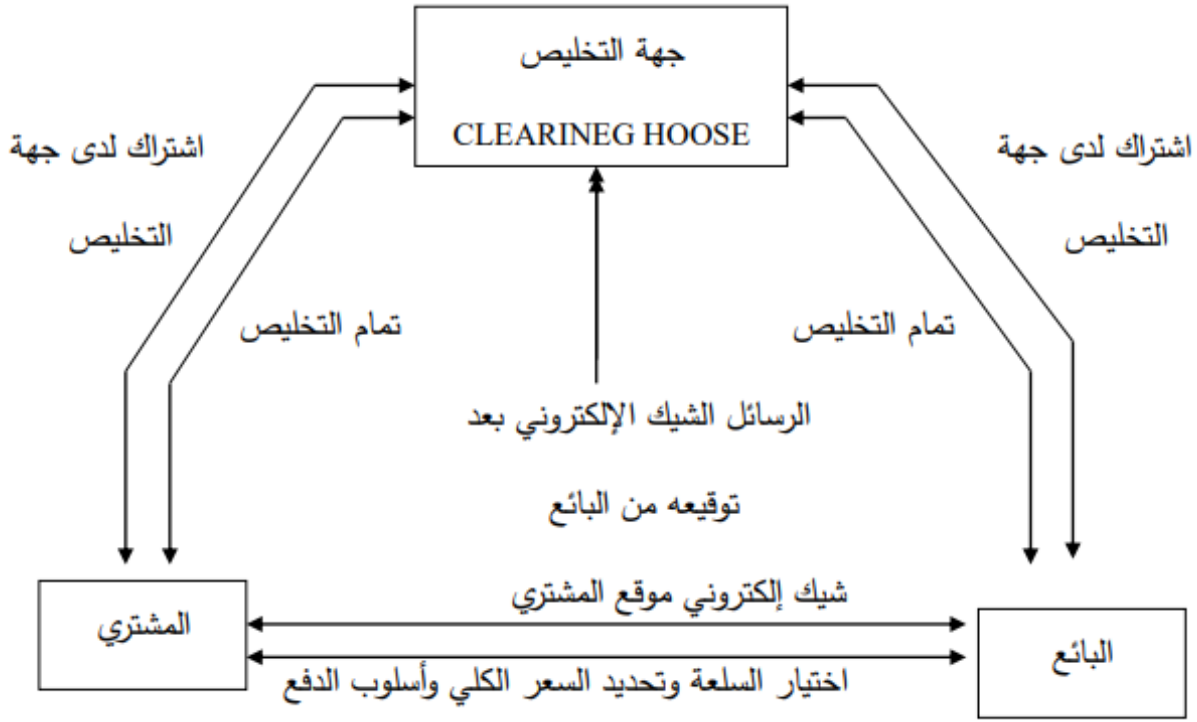 جهة التخليص
CLEARINEG HOOSE
اشتراك لدى جهة
التخليص
اشتراك لدى جهة
التخليص
تمام التخليص
تمام التخليص
الرسائل الشيك الإلكتروني بعد
توقيعه من البائع
شيك إلكتروني موقع المشتري
المشتري
البائع
اختيار السلعة وتحديد السعر الكلي وأسلوب الدفع